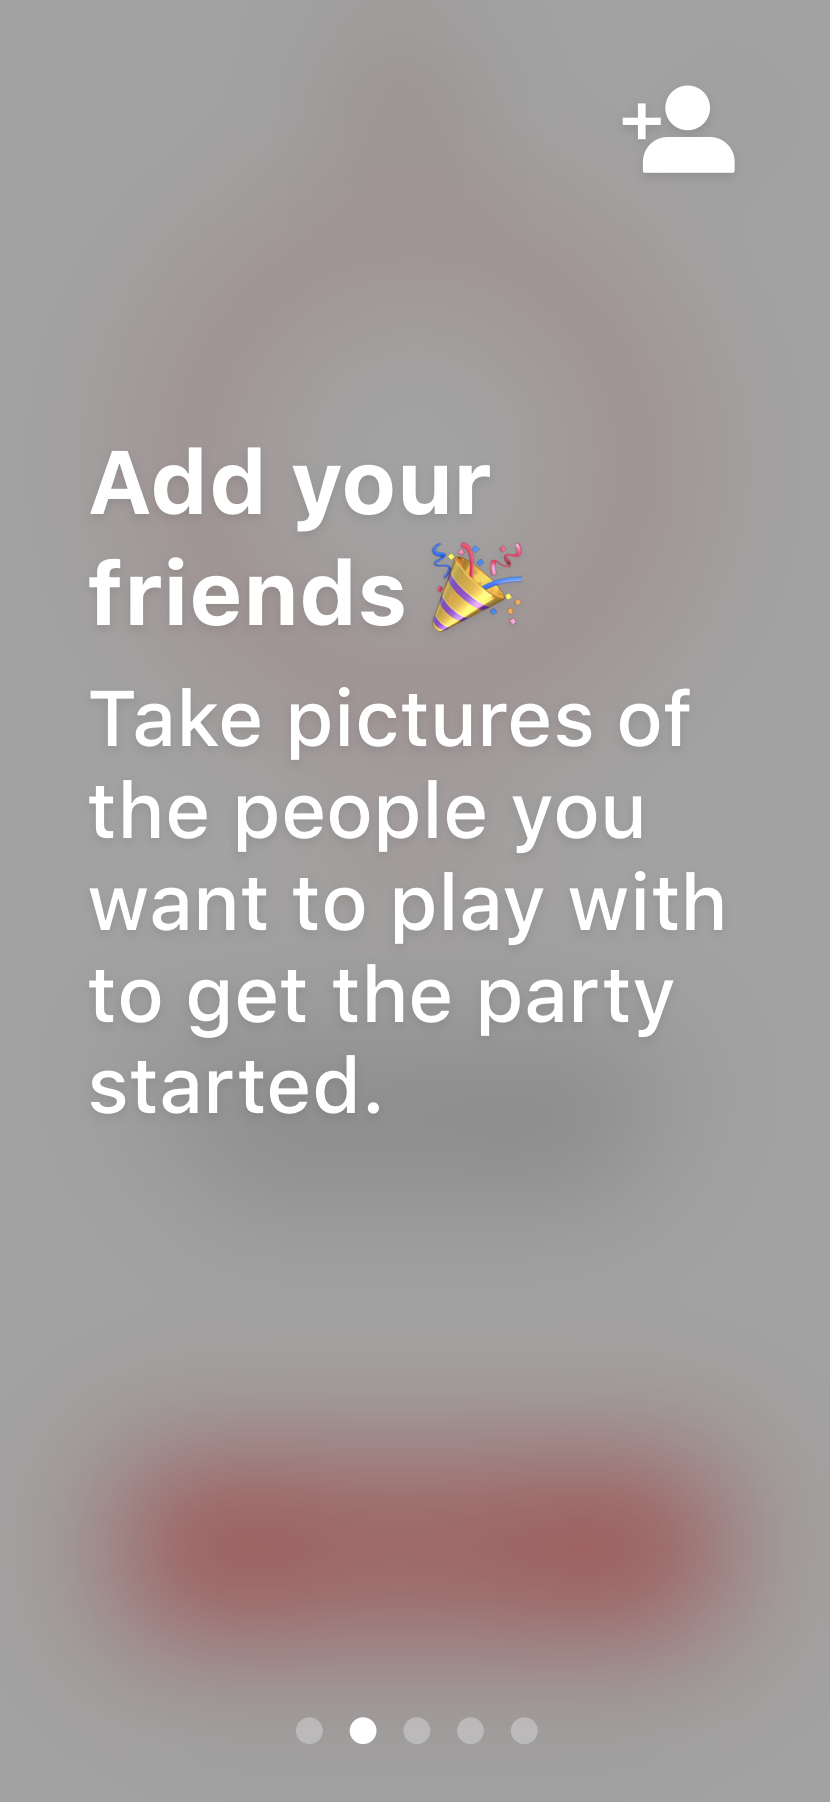 Add your
friends 🎉
Take pictures of
the people you
want to play with
to get the party
started.